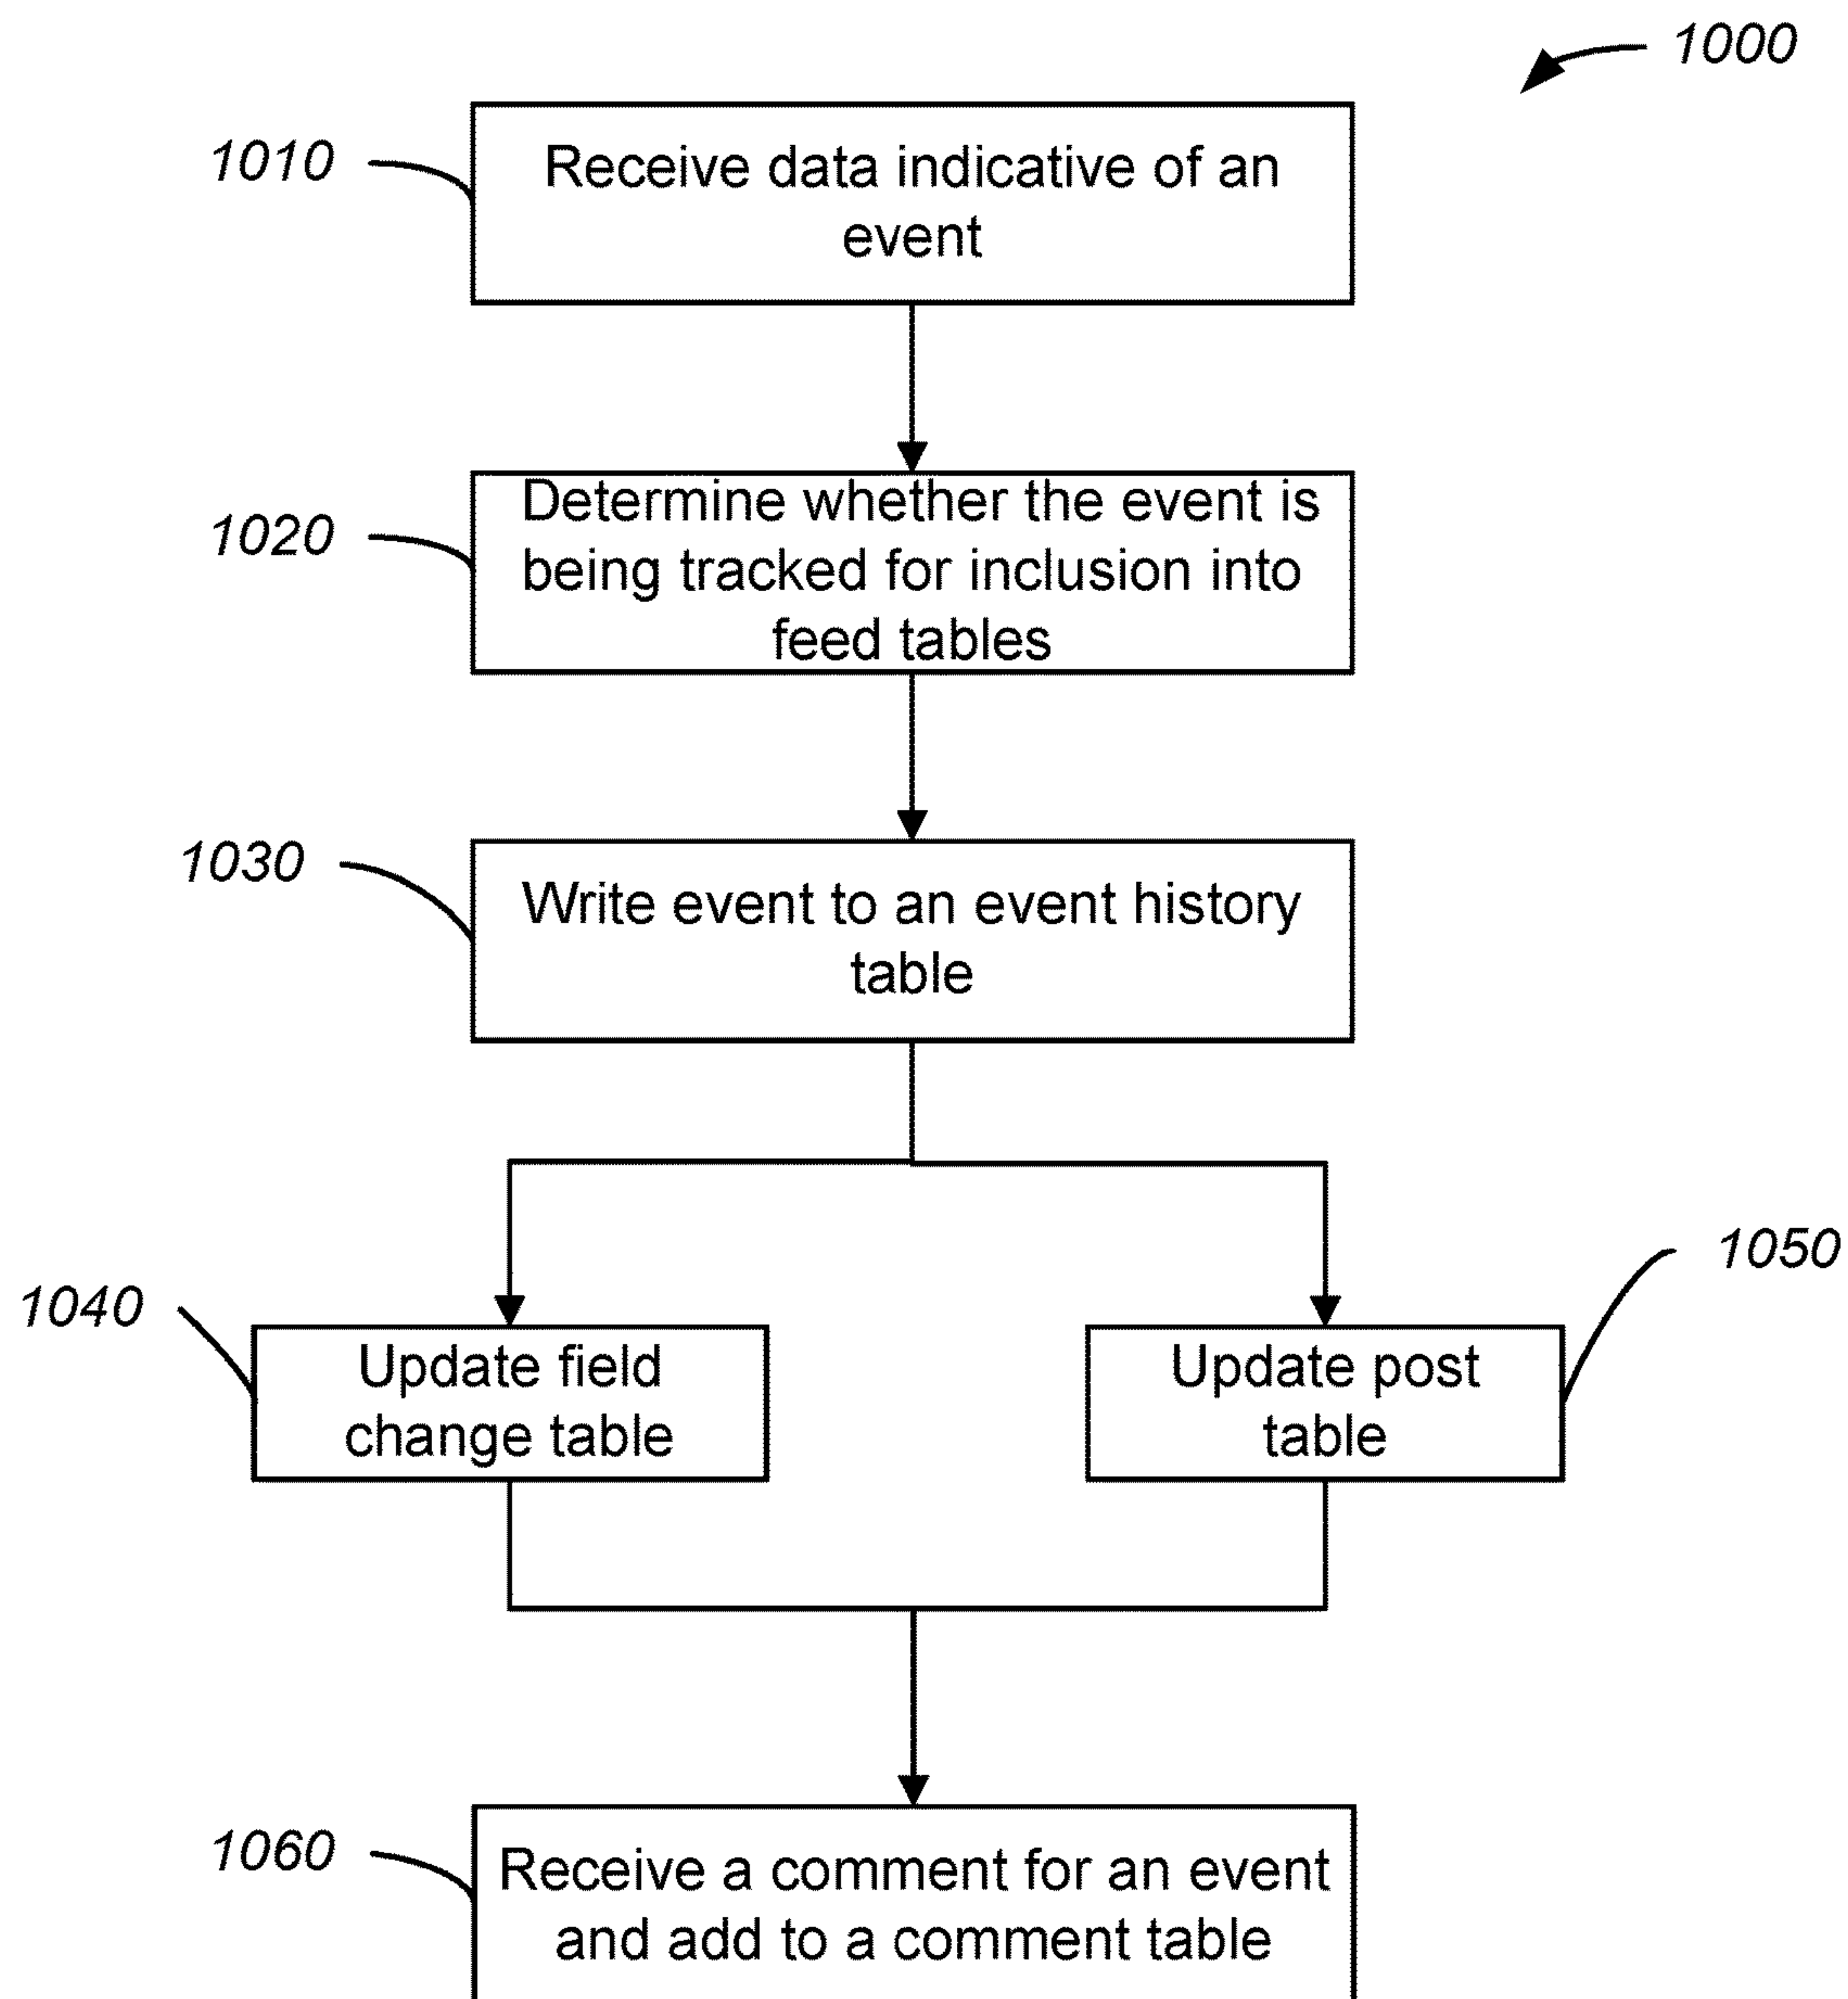 1000
1010
Receive data indicative of an
event
1020
Determine whether the event is
being tracked for inclusion into
feed tables
1030
Write event to an event history
table
1040
Update field
change table
1050
Update post
table
1060
Receive a comment for an event
and add to a comment table